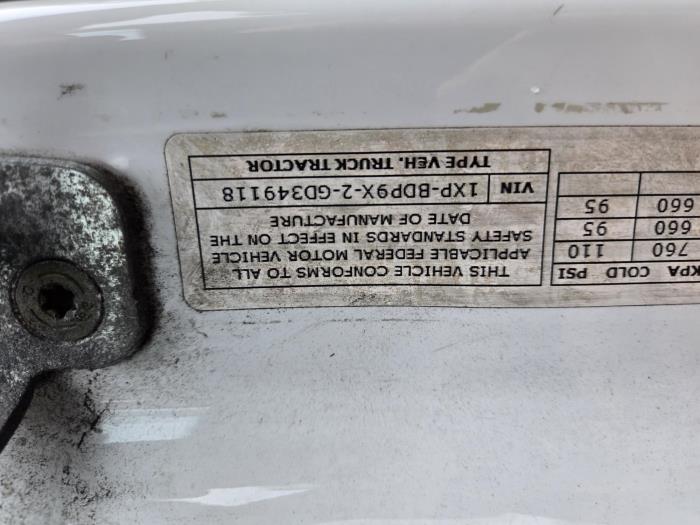 KPA COLD PSI
760 110
660 95
660 95
THIS VEHICLE CONFORMS TO ALL
APPLICABLE FEDERAL MOTOR VEHICLE
SAFETY STANDARDS IN EFFECT ON THE
DATE OF MANUFACTURE
VIN 1XP-BDP9X-2-GD349118
TYPE VEH. TRUCK TRACTOR